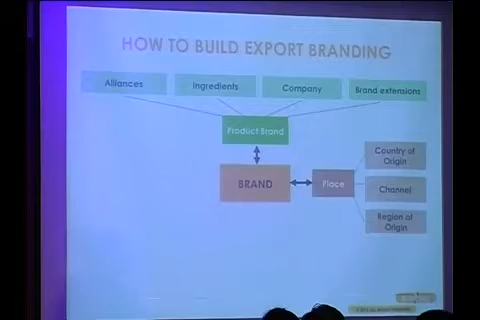 HOW TO BUILD EXPORT BRANDING
Alliances
Ingredients
Company
Brand extensions
Product Brand
BRAND
Place
Country of
Origin
Channel
Region of
Origin